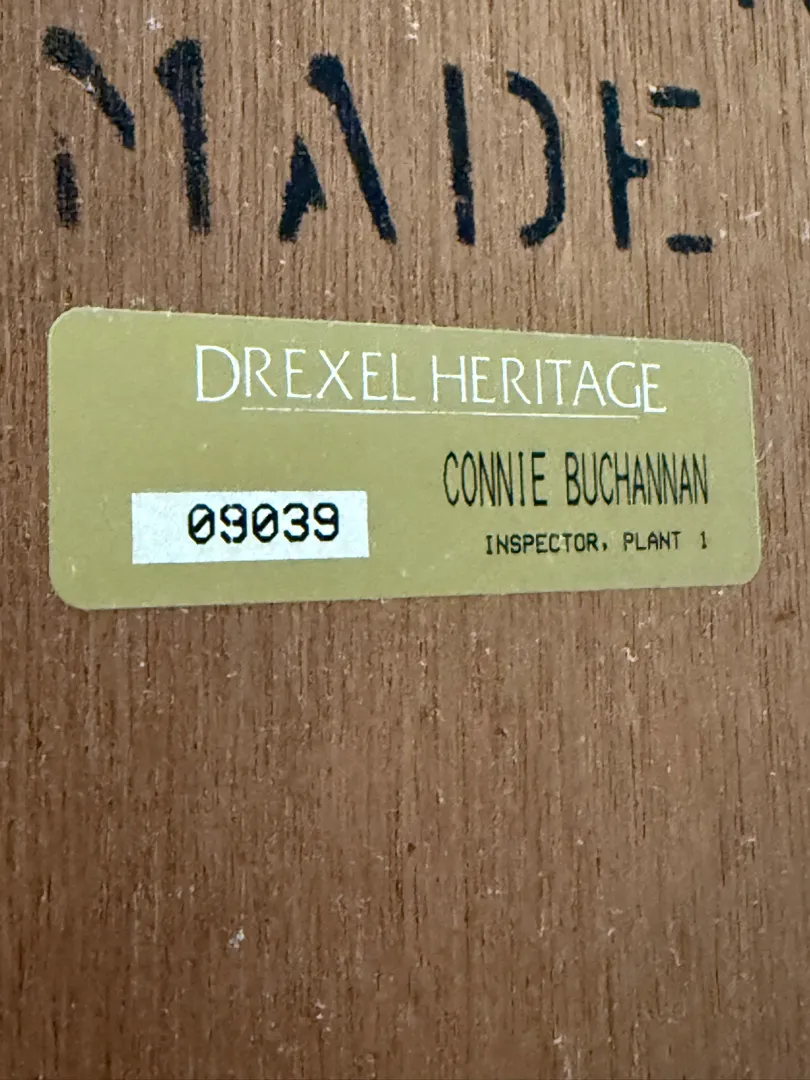 MADE
DREXEL HERITAGE
CONNIE BUCHANNAN
09039
INSPECTOR, PLANT 1